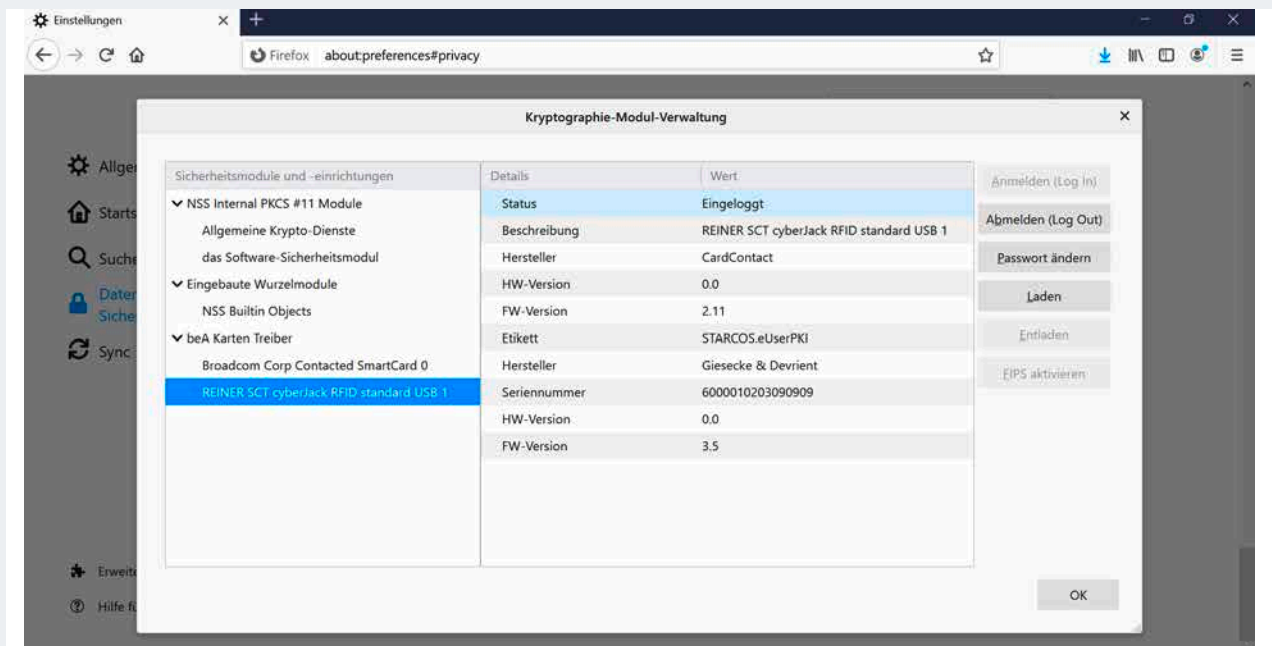 Einstellungen
Firefox about:preferences#privacy
Kryptographie-Modul-Verwaltung
Sicherheitsmodule und -einrichtungen
NSS Internal PKCS #11 Module
Allgemeine Krypto-Dienste
das Software-Sicherheitsmodul
Eingebaute Wurzelmodule
NSS Builtin Objects
beA Karten Treiber
Broadcom Corp Contacted SmartCard 0
REINER SCT cyberJack RFID standard USB 1
Details Wert
Status Eingeloggt
Beschreibung REINER SCT cyberJack RFID standard USB 1
Hersteller CardContact
HW-Version 0.0
FW-Version 2.11
Etikett STARCOS.eUserPKI
Hersteller Giesecke & Devrient
Seriennummer 6000010203090909
HW-Version 0.0
FW-Version 3.5
Anmelden (Log In)
Abmelden (Log Out)
Passwort ändern
Laden
Entladen
FIPS aktivieren
OK
Allge
Starts
Suche
Daten
Siche
Sync
Erweite
Hilfe fü